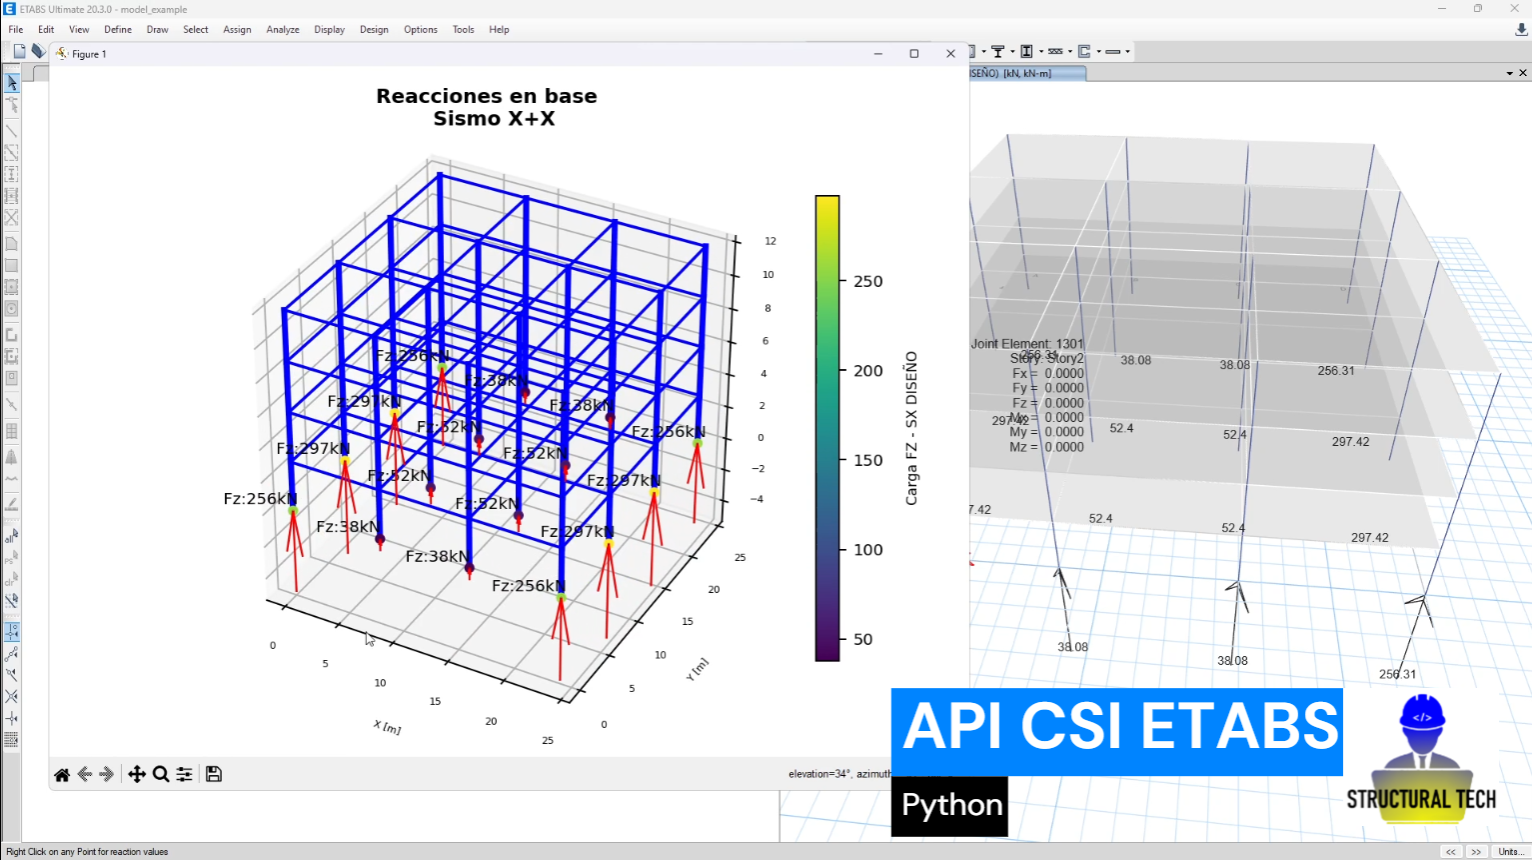 ETABS Ultimate 20.3.0 - model_example
File Edit View Define Draw Select Assign Analyze Display Design Options Tools Help
Figure 1
SEÑO) [kN, kN-m]
Reacciones en base
Sismo X+X
12
10
8
6
4
2
0
−2
−4
250
200
150
100
50
Carga FZ - SX DISEÑO
Fz:256kN
Fz:38kN
Fz:297kN
Fz:38kN
Fz:52kN
Fz:256kN
Fz:297kN
Fz:52kN
Fz:52kN
Fz:297kN
Fz:256kN
Fz:52kN
Fz:38kN
Fz:297kN
Fz:38kN
Fz:256kN
0
5
10
15
20
25
X [m]
0
5
10
15
20
25
Y [m]
Joint Element: 1301
Story: Story2
Fx = 0.0000
Fy = 0.0000
Fz = 0.0000
Mx = 0.0000
My = 0.0000
Mz = 0.0000
256.31
38.08
38.08
256.31
297.42
52.4
52.4
297.42
7.42
52.4
52.4
297.42
38.08
38.08
256.31
elevation=34°, azimuth
API CSI ETABS
Python
</>
STRUCTURAL TECH
Right Click on any Point for reaction values
<< >> Units...